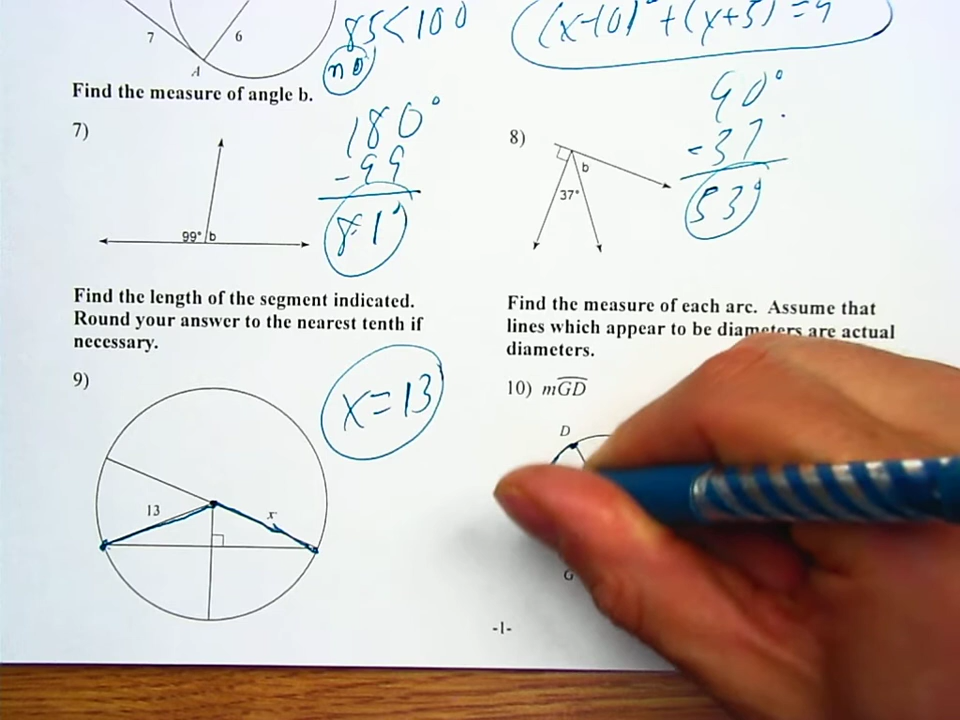 7
6
A
85<100
no
(x-10)² + (y+5)² = 9
Find the measure of angle b.
7)
99°
b
180°
-99
81°
8)
b
37°
90°
-37
53°
Find the length of the segment indicated.
Round your answer to the nearest tenth if
necessary.
9)
13
x
x=13
Find the measure of each arc. Assume that
lines which appear to be diameters are actual
diameters.
10) mGD
D
G
-1-